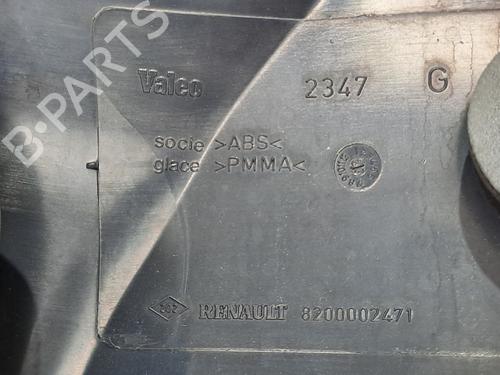 B-PARTS
Valeo 2347 G
socle >ABS<
glace >PMMA<
RENAULT 8200002471